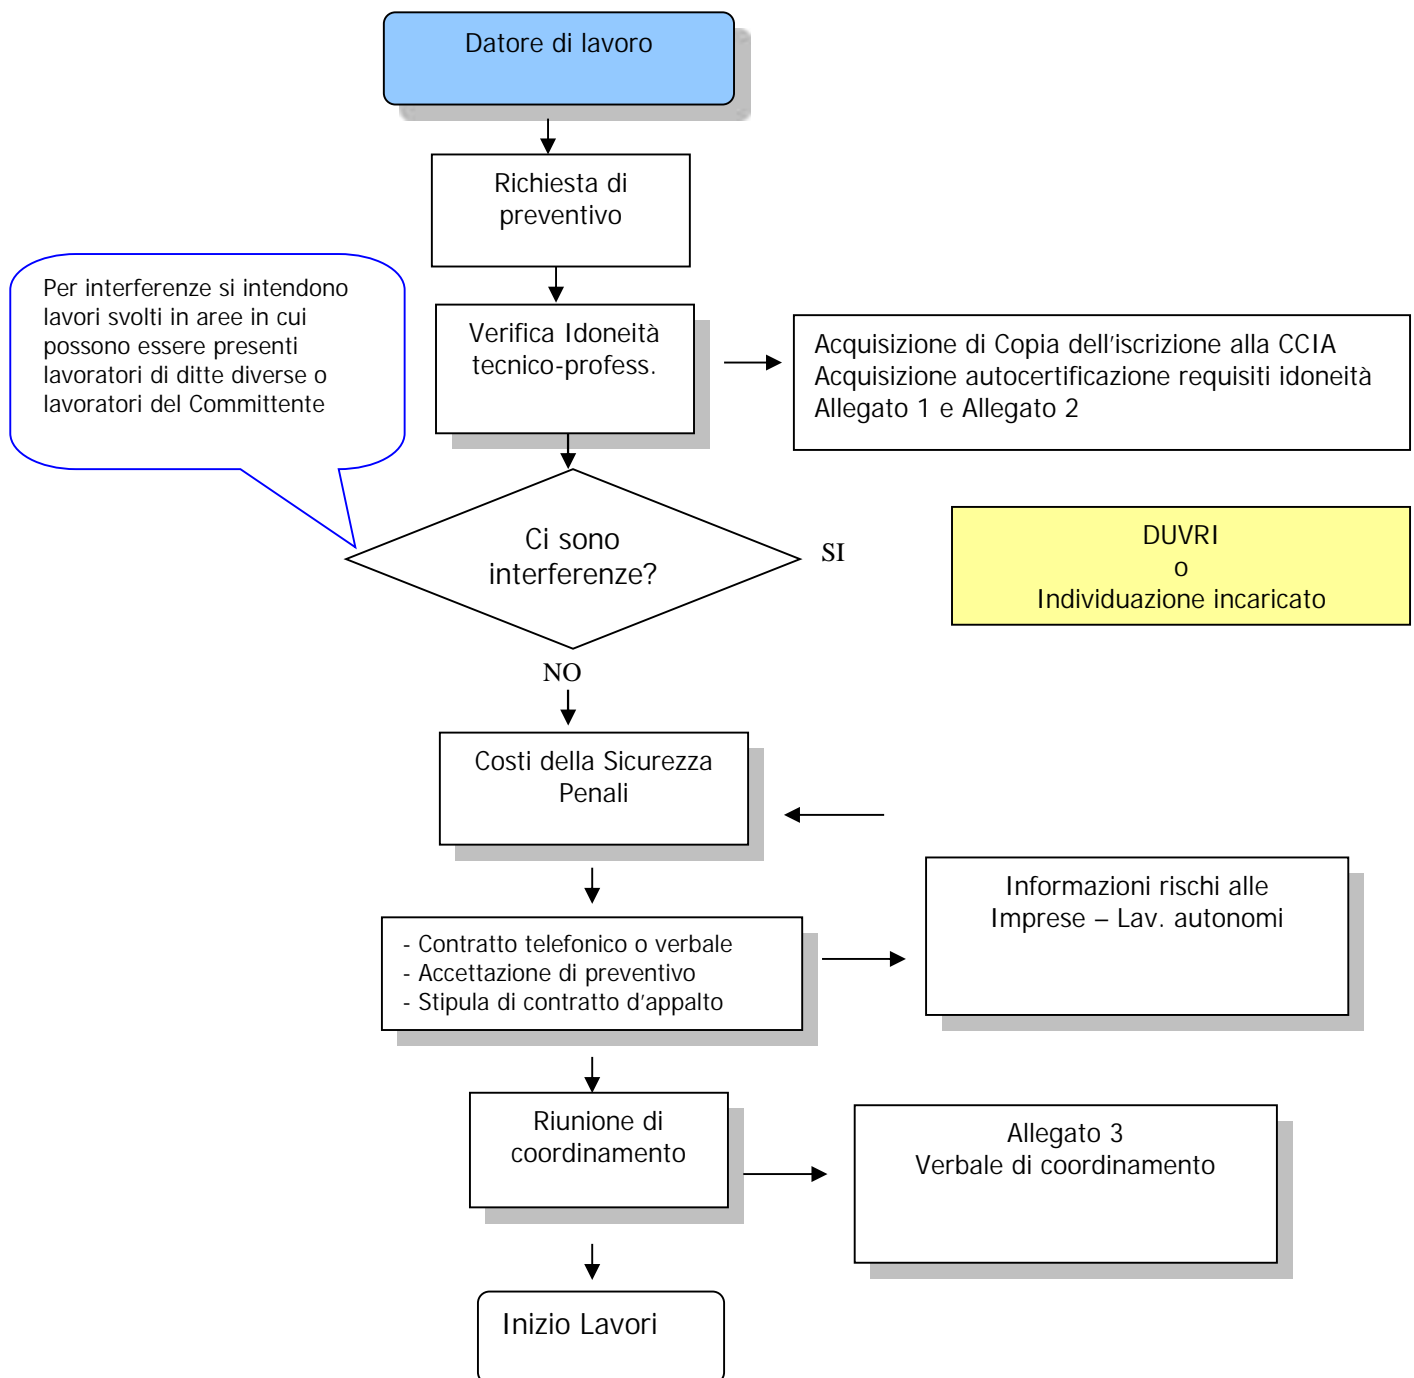 Datore di lavoro
Richiesta di
preventivo
Per interferenze si intendono
lavori svolti in aree in cui
possono essere presenti
lavoratori di ditte diverse o
lavoratori del Committente
Verifica Idoneità
tecnico-profess.
Acquisizione di Copia dell'iscrizione alla CCIA
Acquisizione autocertificazione requisiti idoneità
Allegato 1 e Allegato 2
Ci sono
interferenze?
SI
DUVRI
o
Individuazione incaricato
NO
Costi della Sicurezza
Penali
Informazioni rischi alle
Imprese – Lav. autonomi
- Contratto telefonico o verbale
- Accettazione di preventivo
- Stipula di contratto d'appalto
Riunione di
coordinamento
Allegato 3
Verbale di coordinamento
Inizio Lavori